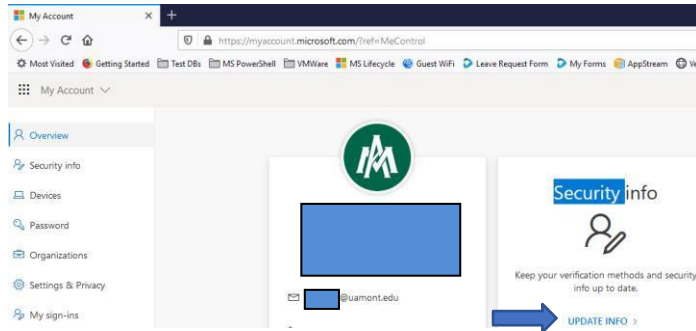 My Account
https://myaccount.microsoft.com/?ref=MeControl
Most Visited Getting Started Test DBs MS PowerShell VMWare MS Lifecycle Guest WiFi Leave Request Form My Forms AppStream
My Account
Overview
Security info
Devices
Password
Organizations
Settings & Privacy
My sign-ins
@uamont.edu
Security info
Keep your verification methods and security
info up to date.
UPDATE INFO >